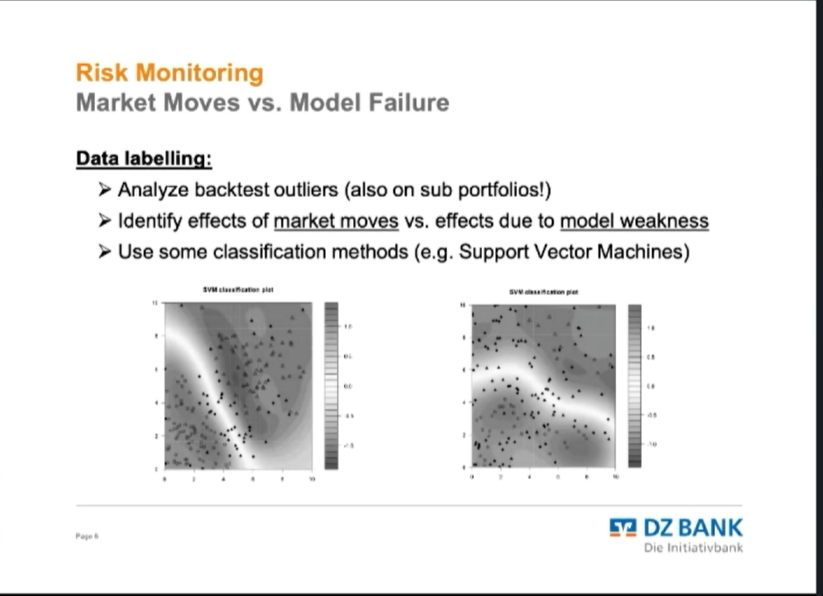 Risk Monitoring
Market Moves vs. Model Failure
Data labelling:
➤ Analyze backtest outliers (also on sub portfolios!)
➤ Identify effects of market moves vs. effects due to model weakness
➤ Use some classification methods (e.g. Support Vector Machines)
SVM classification plot
SVM classification plot
Page 6
DZ BANK
Die Initiativbank